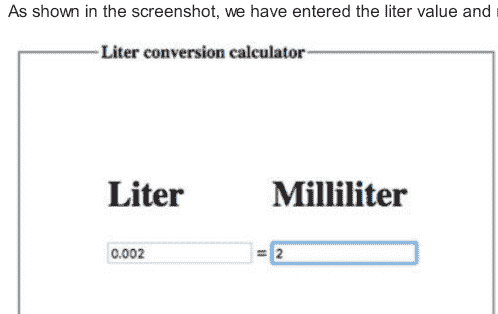 As shown in the screenshot, we have entered the liter value and
Liter conversion calculator
Liter Milliliter
0.002 = 2